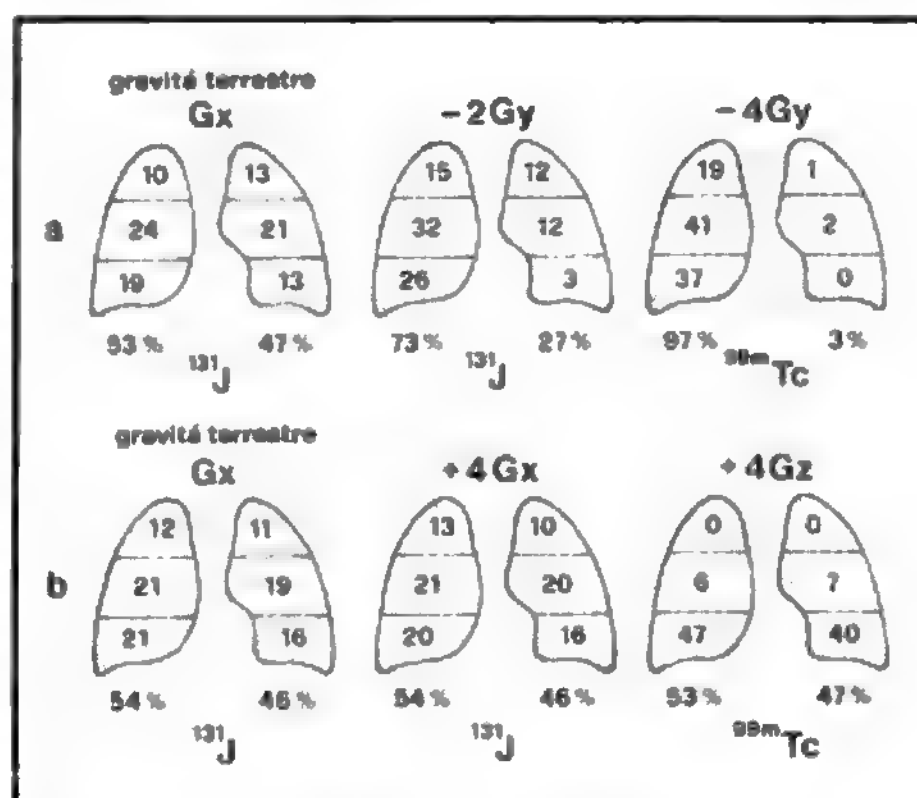 gravitá terrestre
Gx -2Gy -4Gy
10 13 15 12 19 1
a 24 21 32 12 41 2
19 13 26 3 37 0
53 % 47 % 73 % 27 % 97 % 3 %
131J 131J 99mTc
gravitá terrestre
Gx +4Gx +4Gz
12 11 13 10 0 0
b 21 19 21 20 6 7
21 16 20 16 47 40
54 % 46 % 54 % 46 % 53 % 47 %
131J 131J 99mTc